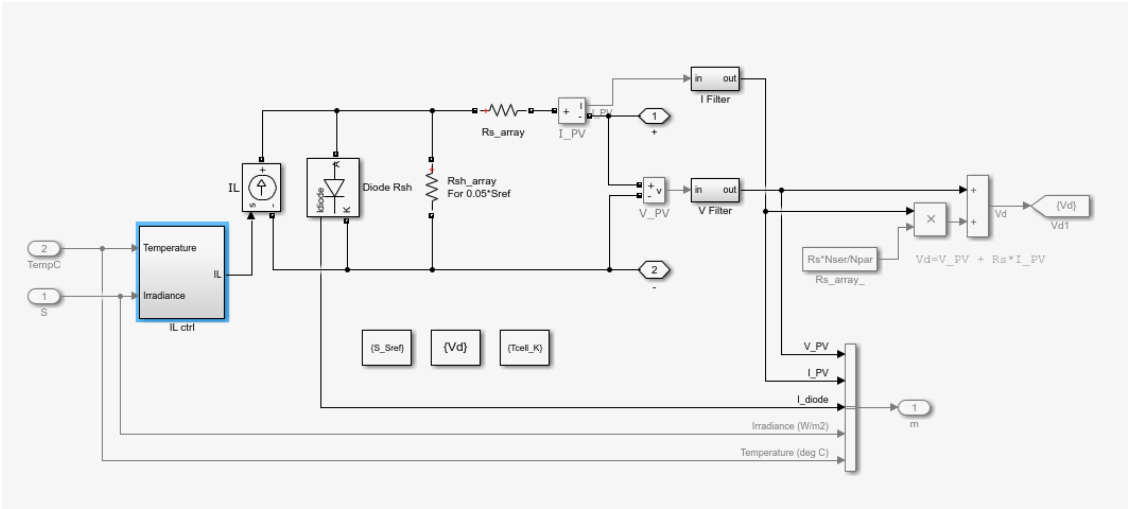 in
out
I Filter
+
I
-
I_PV
I_PV
1
+
Rs_array
+
IL
s
-
A
Idiode
K
Diode Rsh
Rsh_array
For 0.05*Sref
+
-
v
V_PV
in
out
V Filter
+
+
Vd
{Vd}
Vd1
×
Rs*Nser/Npar
Rs_array_
Vd=V_PV + Rs*I_PV
2
TempC
1
S
Temperature
IL
Irradiance
IL ctrl
2
-
{S_Sref}
{Vd}
{Tcell_K}
V_PV
I_PV
I_diode
Irradiance (W/m2)
Temperature (deg C)
1
m